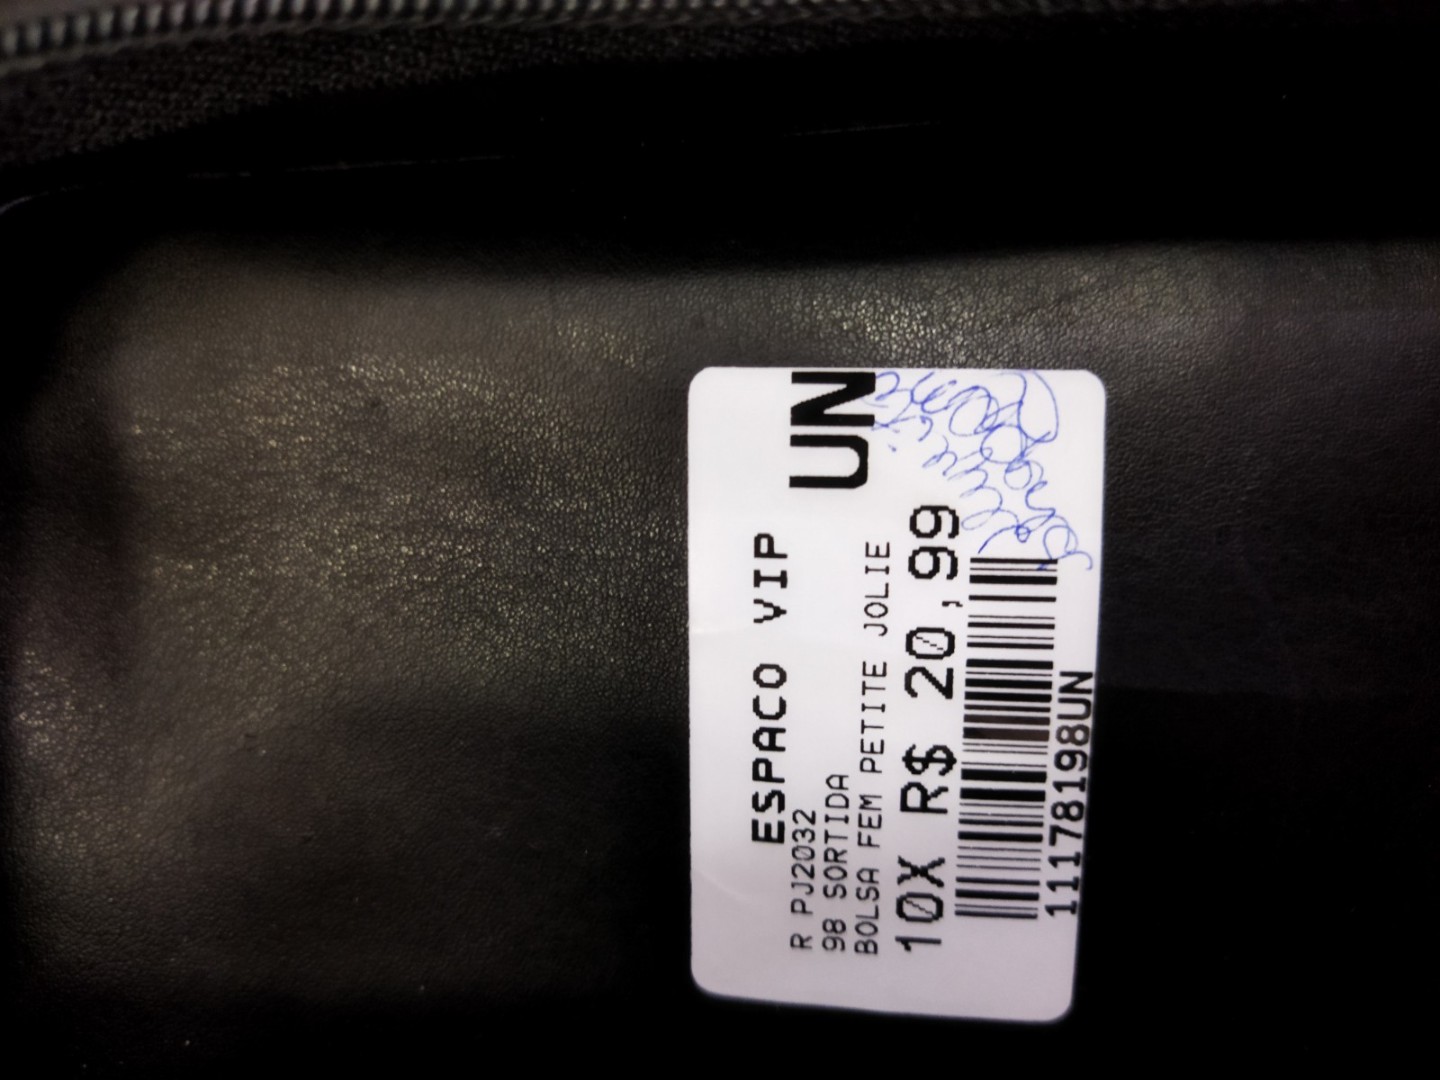 ESPACO VIP
R PJ2032
98 SORTIDA
UN
BOLSA FEM PETITE JOLIE
10X R$ 20,99
11178198UN